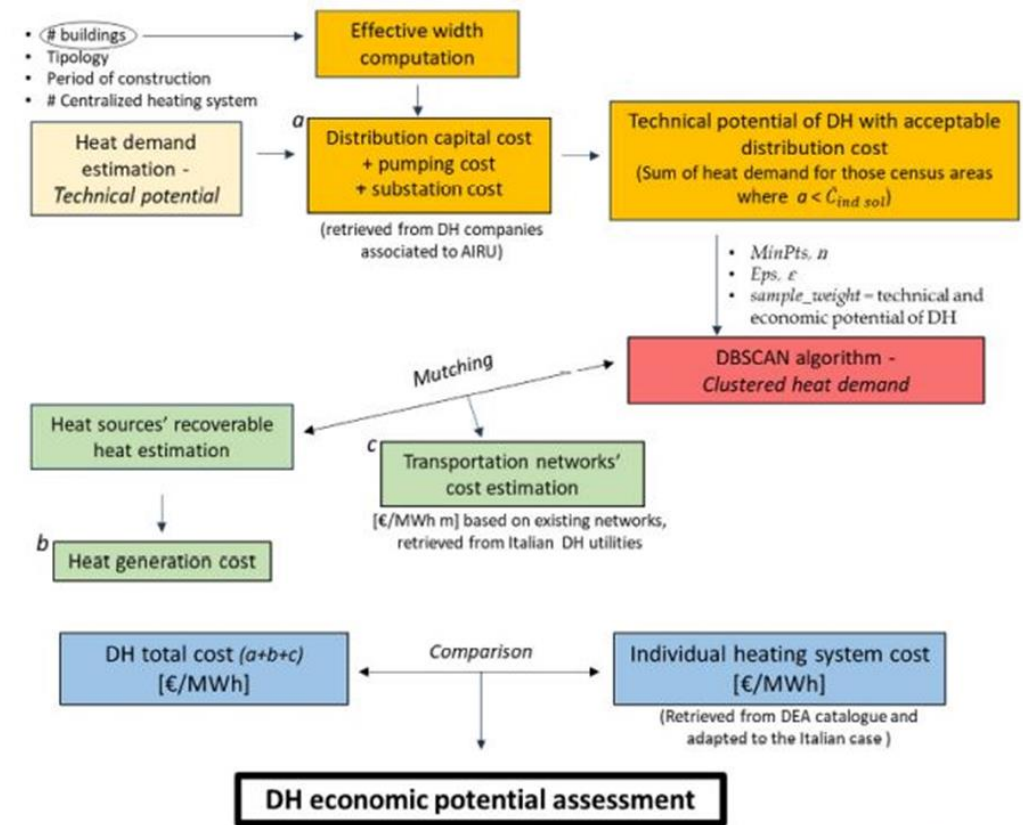 • # buildings
• Tipology
• Period of construction
• # Centralized heating system
Effective width
computation
Heat demand
estimation -
Technical potential
a
Distribution capital cost
+ pumping cost
+ substation cost
(retrieved from DH companies
associated to AIRU)
Technical potential of DH with acceptable
distribution cost
(Sum of heat demand for those census areas
where a < C_ind sol)
• MinPts, n
• Eps, ε
• sample_weight = technical and
economic potential of DH
DBSCAN algorithm -
Clustered heat demand
Mutching
Heat sources' recoverable
heat estimation
c
Transportation networks'
cost estimation
[€/MWh m] based on existing networks,
retrieved from Italian DH utilities
b
Heat generation cost
DH total cost (a+b+c)
[€/MWh]
Comparison
Individual heating system cost
[€/MWh]
(Retrieved from DEA catalogue and
adapted to the Italian case )
DH economic potential assessment